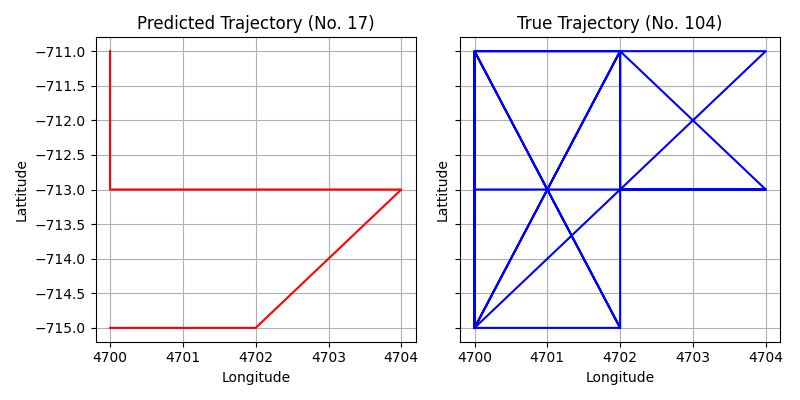 Predicted Trajectory (No. 17)
True Trajectory (No. 104)
−711.0
−711.5
−712.0
−712.5
−713.0
−713.5
−714.0
−714.5
−715.0
Lattitude
Lattitude
4700 4701 4702 4703 4704
4700 4701 4702 4703 4704
Longitude
Longitude